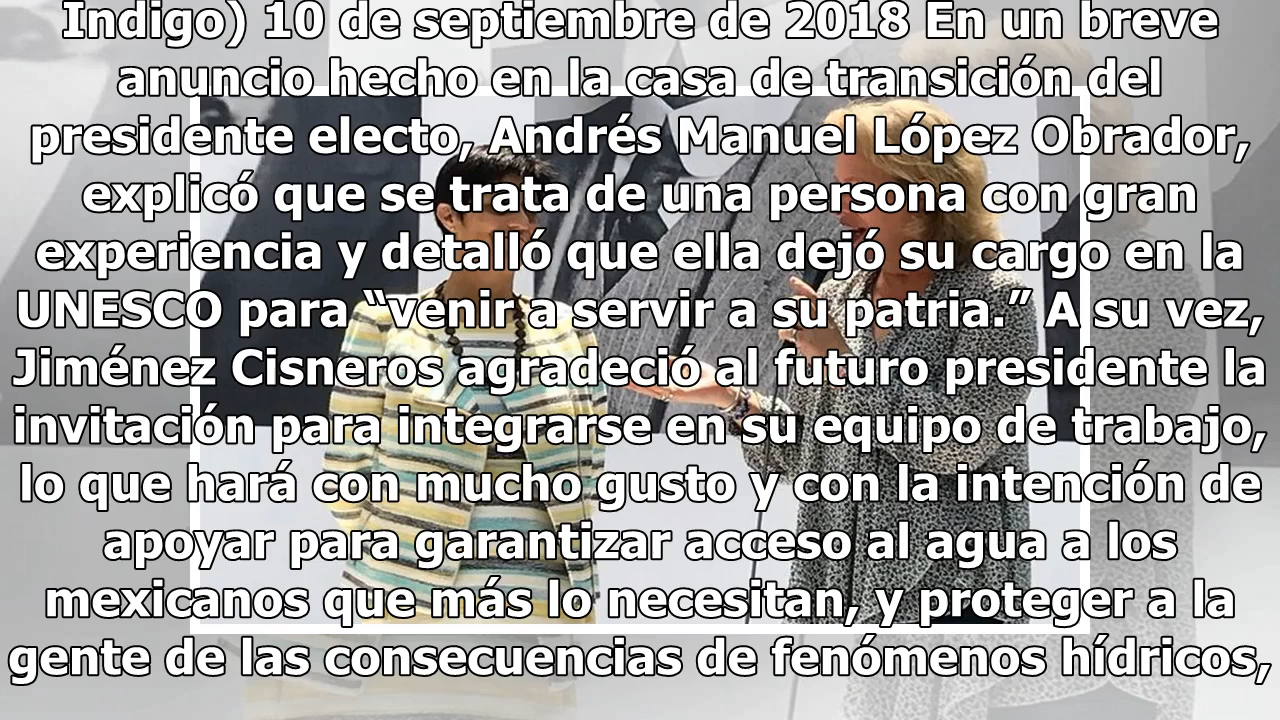 Indigo) 10 de septiembre de 2018 En un breve
anuncio hecho en la casa de transición del
presidente electo, Andrés Manuel López Obrador,
explicó que se trata de una persona con gran
experiencia y detalló que ella dejó su cargo en la
UNESCO para “venir a servir a su patria.” A su vez,
Jiménez Cisneros agradeció al futuro presidente la
invitación para integrarse en su equipo de trabajo,
lo que hará con mucho gusto y con la intención de
apoyar para garantizar acceso al agua a los
mexicanos que más lo necesitan, y proteger a la
gente de las consecuencias de fenómenos hídricos,